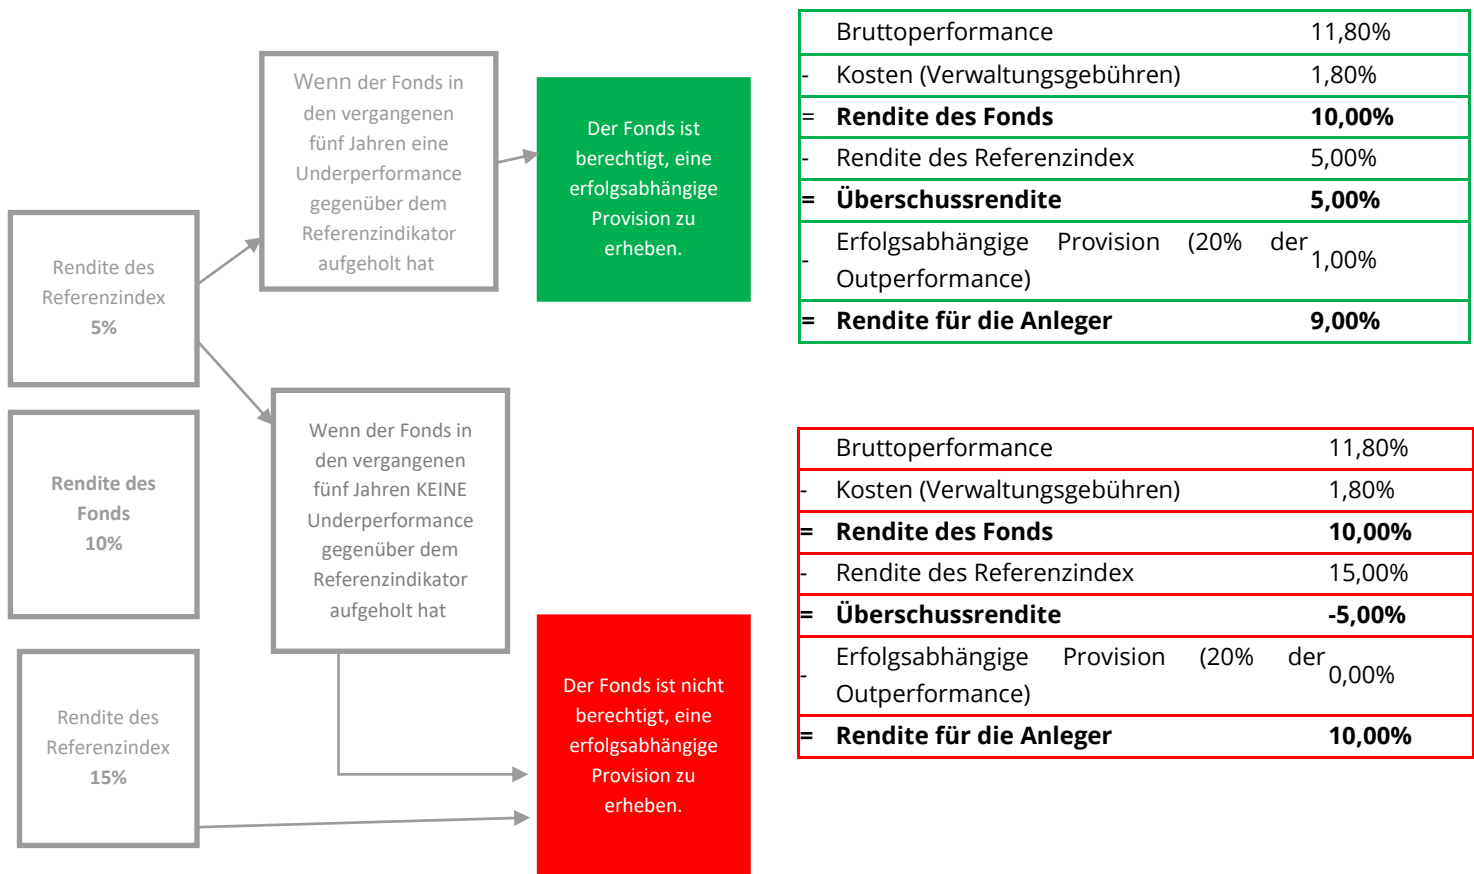 Rendite des
Referenzindex
5%
Rendite des
Fonds
10%
Rendite des
Referenzindex
15%
Wenn der Fonds in
den vergangenen
fünf Jahren eine
Underperformance
gegenüber dem
Referenzindikator
aufgeholt hat
Wenn der Fonds in
den vergangenen
fünf Jahren KEINE
Underperformance
gegenüber dem
Referenzindikator
aufgeholt hat
Der Fonds ist
berechtigt, eine
erfolgsabhängige
Provision zu
erheben.
Der Fonds ist nicht
berechtigt, eine
erfolgsabhängige
Provision zu
erheben.
Bruttoperformance 11,80%
- Kosten (Verwaltungsgebühren) 1,80%
= Rendite des Fonds 10,00%
- Rendite des Referenzindex 5,00%
= Überschussrendite 5,00%
- Erfolgsabhängige Provision (20% der
Outperformance) 1,00%
= Rendite für die Anleger 9,00%
Bruttoperformance 11,80%
- Kosten (Verwaltungsgebühren) 1,80%
= Rendite des Fonds 10,00%
- Rendite des Referenzindex 15,00%
= Überschussrendite -5,00%
- Erfolgsabhängige Provision (20% der
Outperformance) 0,00%
= Rendite für die Anleger 10,00%